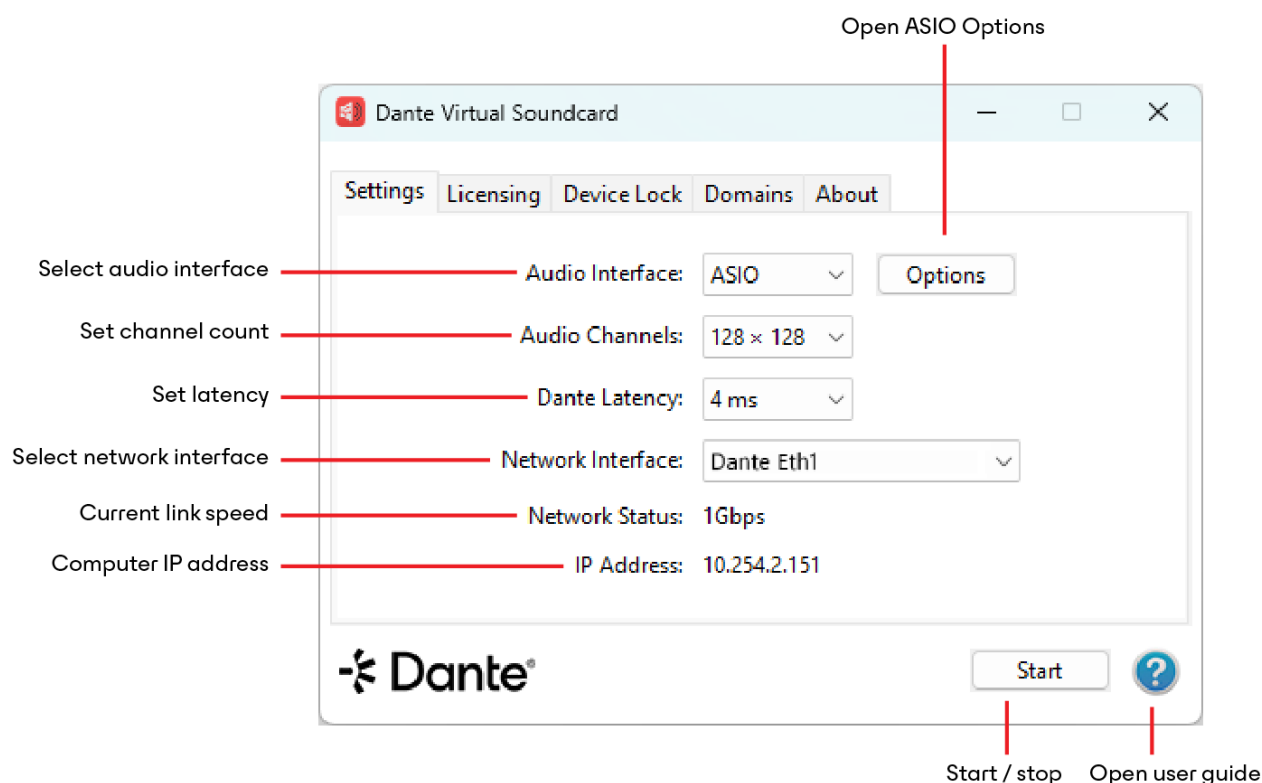 Open ASIO Options
Dante Virtual Soundcard
Settings Licensing Device Lock Domains About
Select audio interface Audio Interface: ASIO Options
Set channel count Audio Channels: 128 × 128
Set latency Dante Latency: 4 ms
Select network interface Network Interface: Dante Eth1
Current link speed Network Status: 1Gbps
Computer IP address IP Address: 10.254.2.151
Dante® Start ?
Start / stop Open user guide